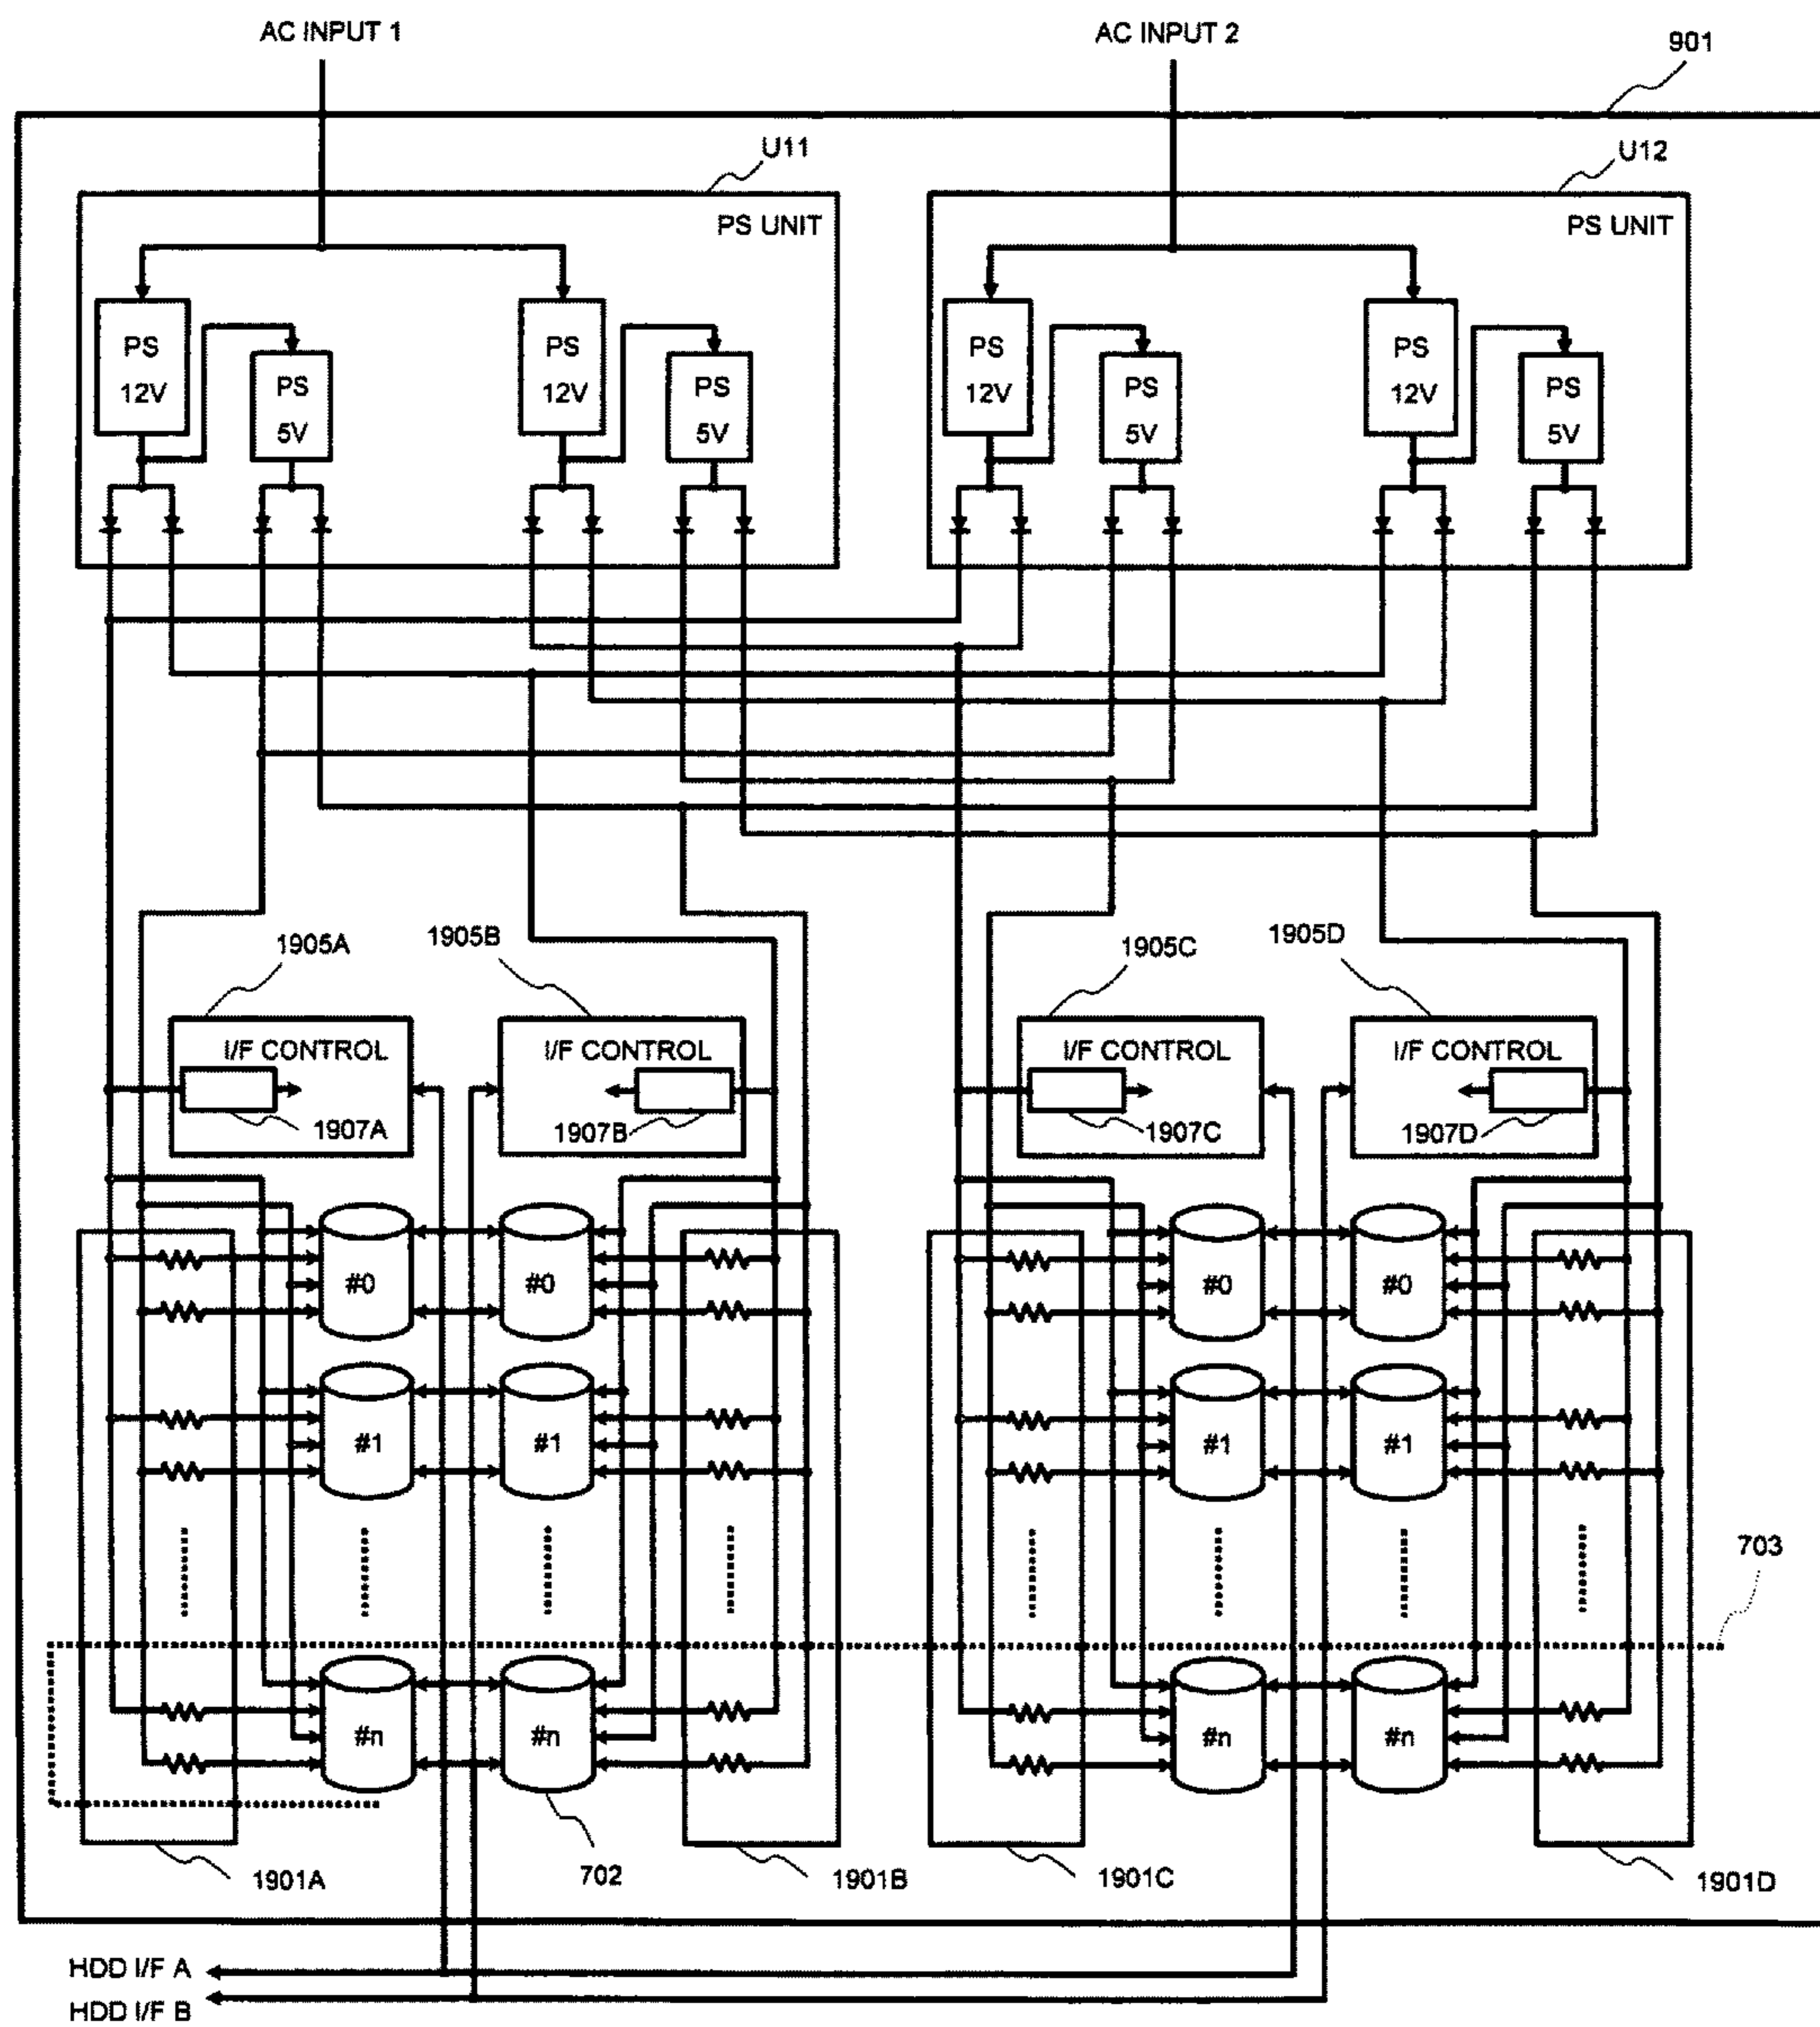 AC INPUT 1
AC INPUT 2
901
U11
U12
PS UNIT
PS UNIT
PS
12V
PS
5V
PS
12V
PS
5V
PS
12V
PS
5V
PS
12V
PS
5V
1905A
1905B
1905C
1905D
I/F CONTROL
I/F CONTROL
I/F CONTROL
I/F CONTROL
1907A
1907B
1907C
1907D
#0
#0
#0
#0
#1
#1
#1
#1
703
#n
#n
#n
#n
1901A
702
1901B
1901C
1901D
HDD I/F A
HDD I/F B